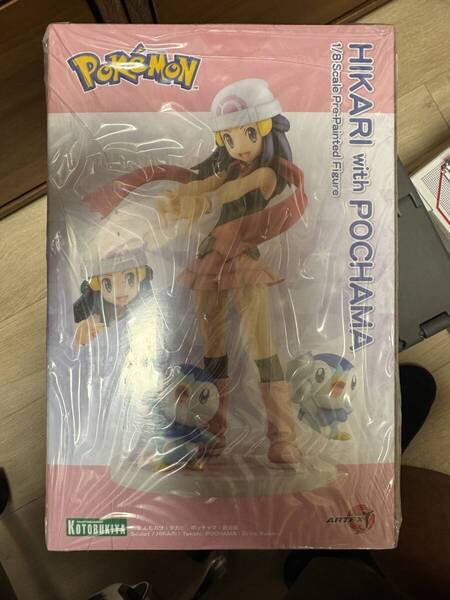 POKéMON
HIKARI with POCHAMA
1/8 Scale Pre-Painted Figure
KOTOBUKIYA
ARTFX J